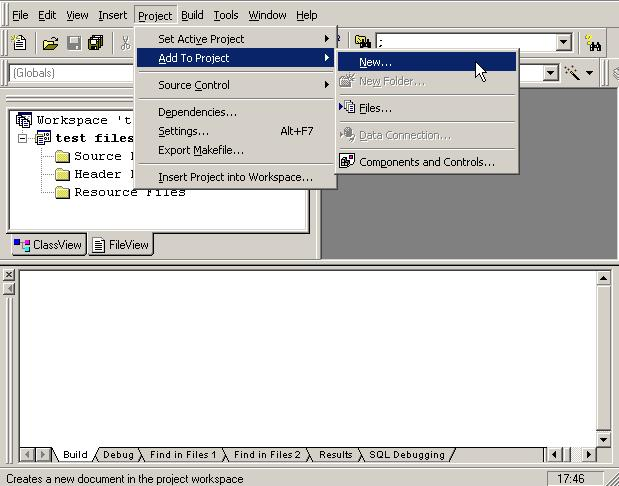 File Edit View Insert Project Build Tools Window Help
Set Active Project
;
Add To Project
New...
(Globals)
New Folder...
Source Control
Files...
Dependencies...
Workspace 't
Settings... Alt+F7
Data Connection...
test files
Export Makefile...
Source
Components and Controls...
Header
Insert Project into Workspace...
Resource Files
ClassView FileView
Build Debug Find in Files 1 Find in Files 2 Results SQL Debugging
Creates a new document in the project workspace 17:46